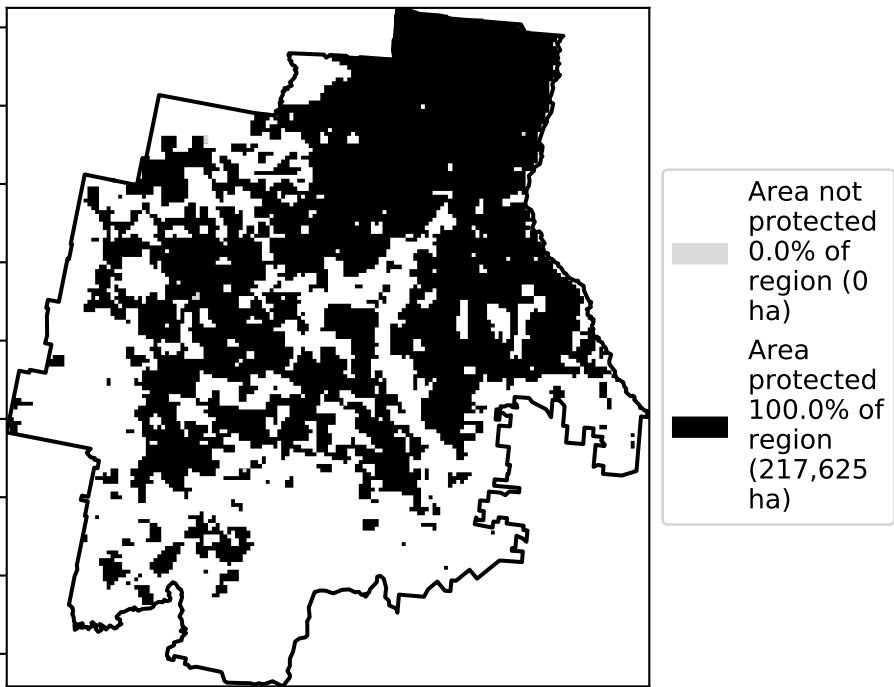 Area not
protected
0.0% of
region (0
ha)
Area
protected
100.0% of
region
(217,625
ha)